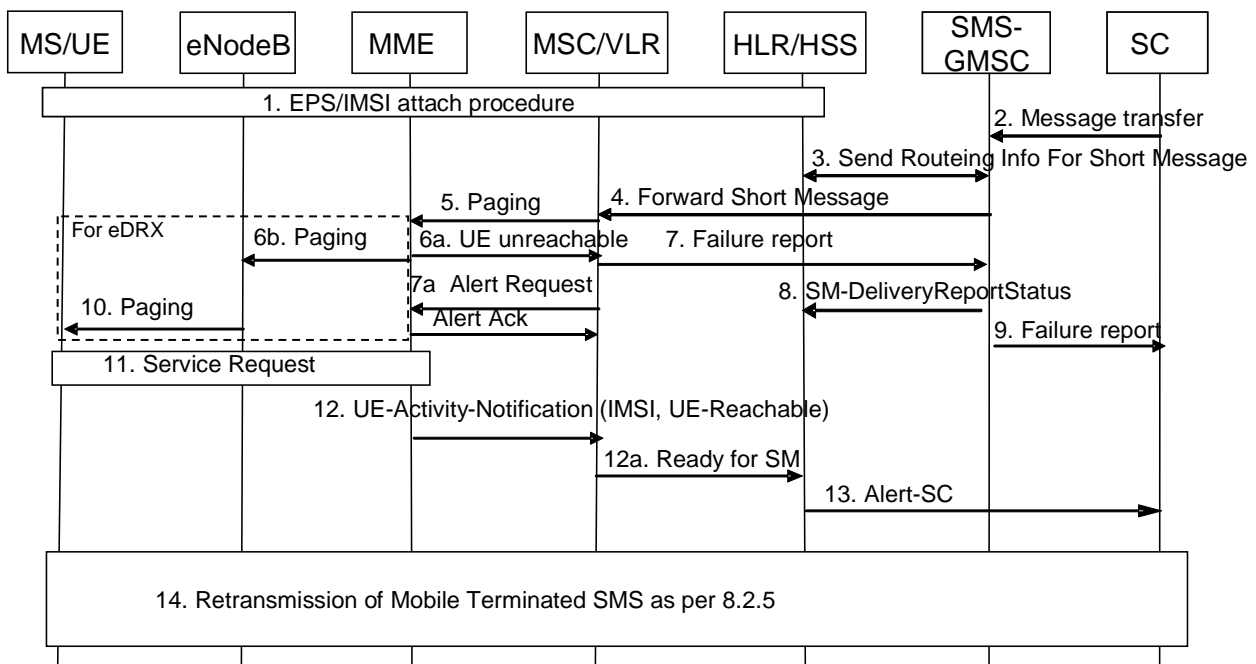 MS/UE
eNodeB
MME
MSC/VLR
HLR/HSS
SMS-
GMSC
SC
1. EPS/IMSI attach procedure
2. Message transfer
3. Send Routeing Info For Short Message
4. Forward Short Message
5. Paging
For eDRX
6b. Paging
6a. UE unreachable
7. Failure report
7a Alert Request
8. SM-DeliveryReportStatus
10. Paging
Alert Ack
9. Failure report
11. Service Request
12. UE-Activity-Notification (IMSI, UE-Reachable)
12a. Ready for SM
13. Alert-SC
14. Retransmission of Mobile Terminated SMS as per 8.2.5